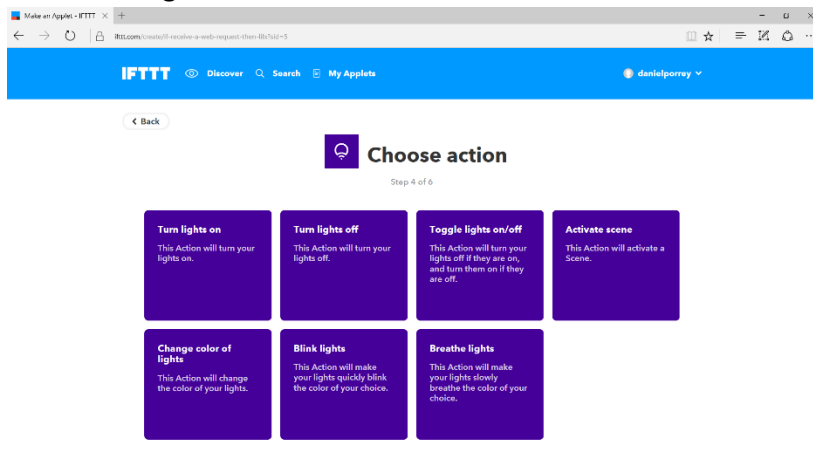 Make an Applet - IFTTT
ifttt.com/create/if-receive-a-web-request-then-lifx?sid=5
IFTTT Discover Search My Applets danielporrey
Back
Choose action
Step 4 of 6
Turn lights on
This Action will turn your
lights on.
Turn lights off
This Action will turn your
lights off.
Toggle lights on/off
This Action will turn your
lights off if they are on,
and turn them on if they
are off.
Activate scene
This Action will activate a
Scene.
Change color of
lights
This Action will change
the color of your lights.
Blink lights
This Action will make
your lights quickly blink
the color of your choice.
Breathe lights
This Action will make
your lights slowly
breathe the color of your
choice.